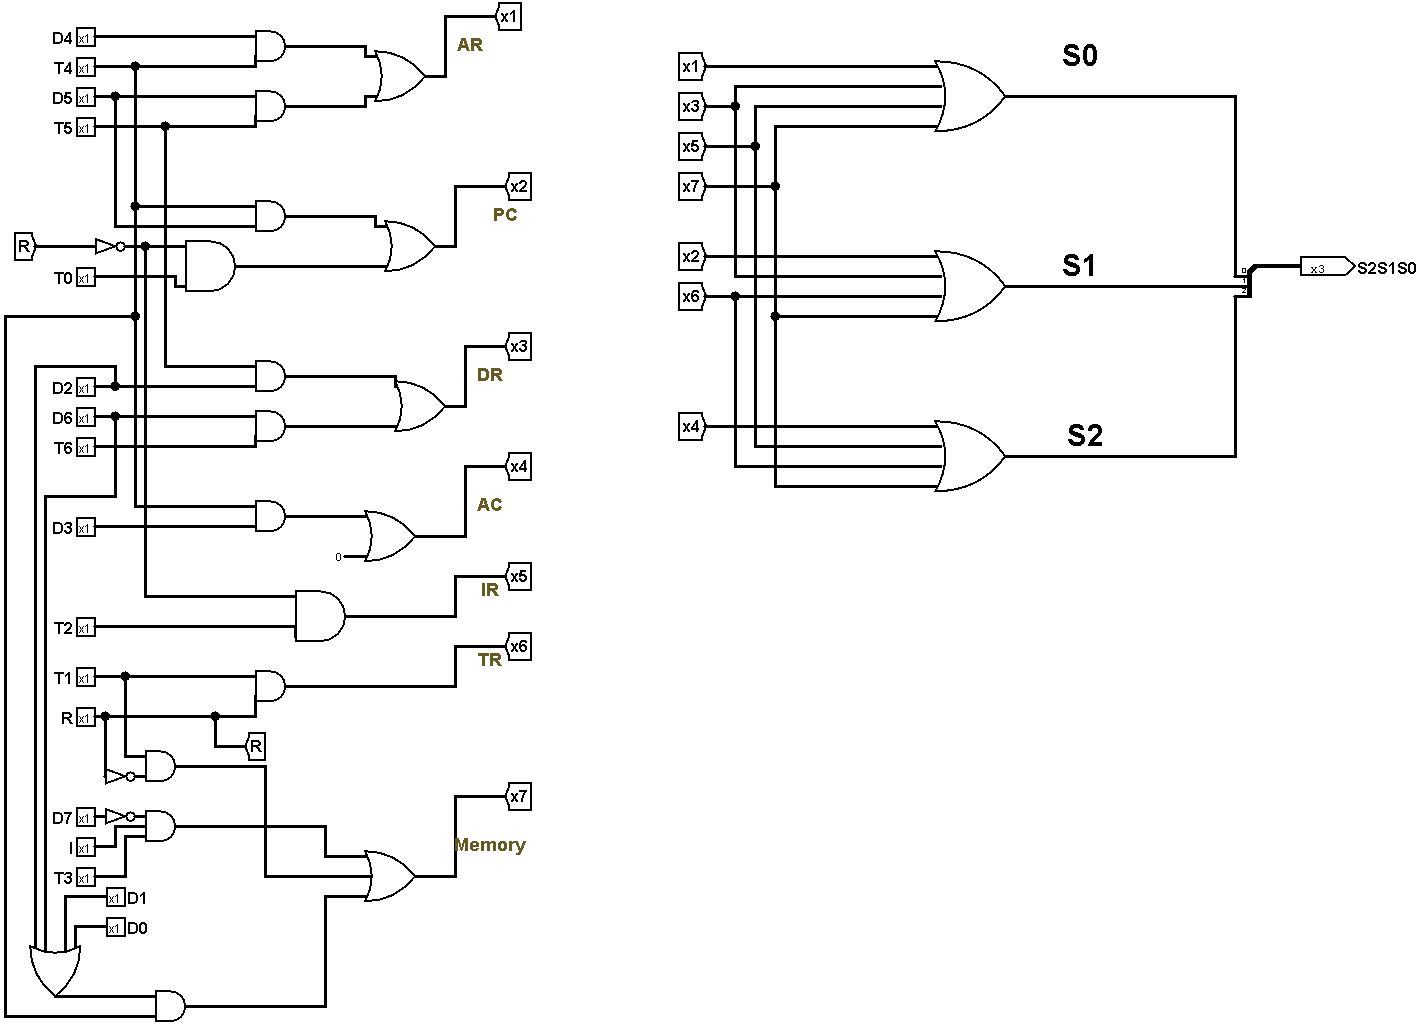 D4 x1
T4 x1
D5 x1
T5 x1
x1
AR
R
T0 x1
x2
PC
D2 x1
D6 x1
T6 x1
x3
DR
D3 x1
0
x4
AC
T2 x1
x5
IR
T1 x1
R x1
R
x6
TR
D7 x1
I x1
T3 x1
x1 D1
x1 D0
x7
Memory
x1
x3
x5
x7
S0
x2
x6
S1
x4
S2
0
1
2
x3 S2S1S0